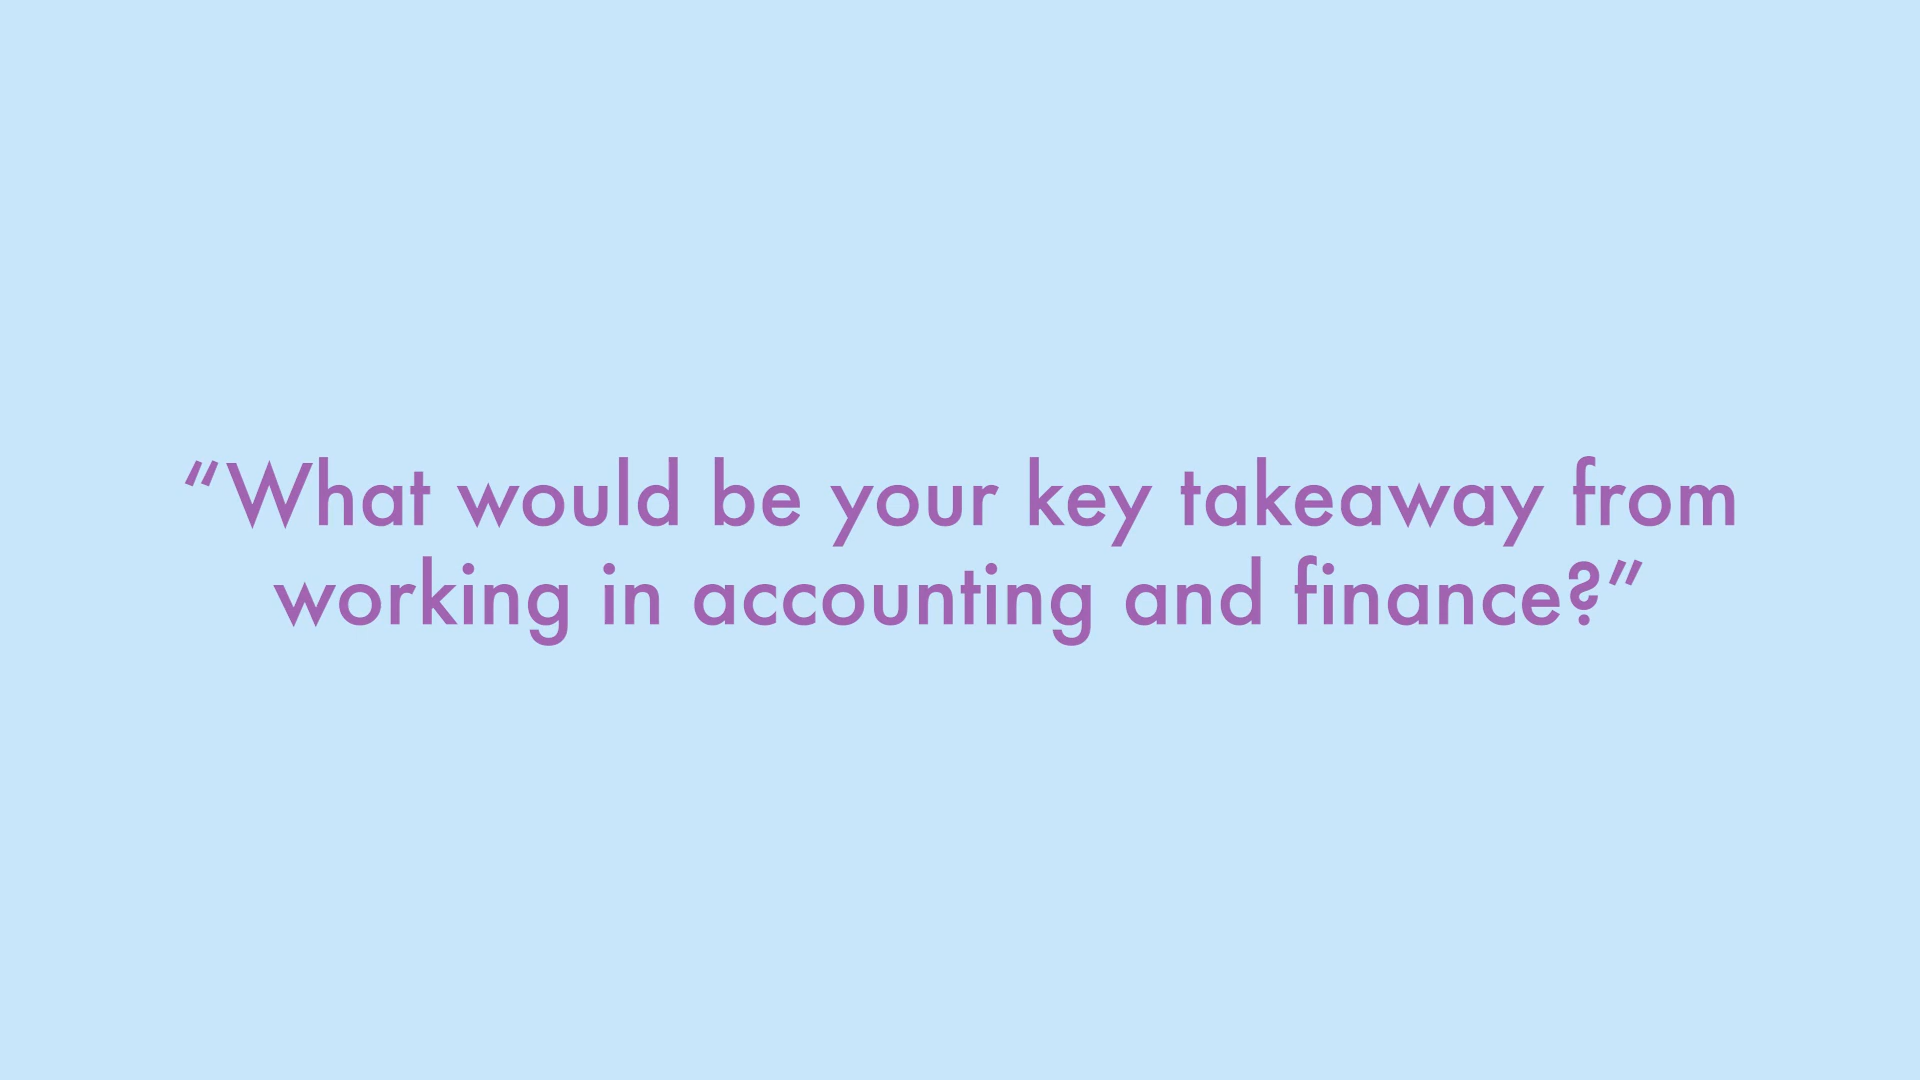 “What would be your key takeaway from
working in accounting and finance?”